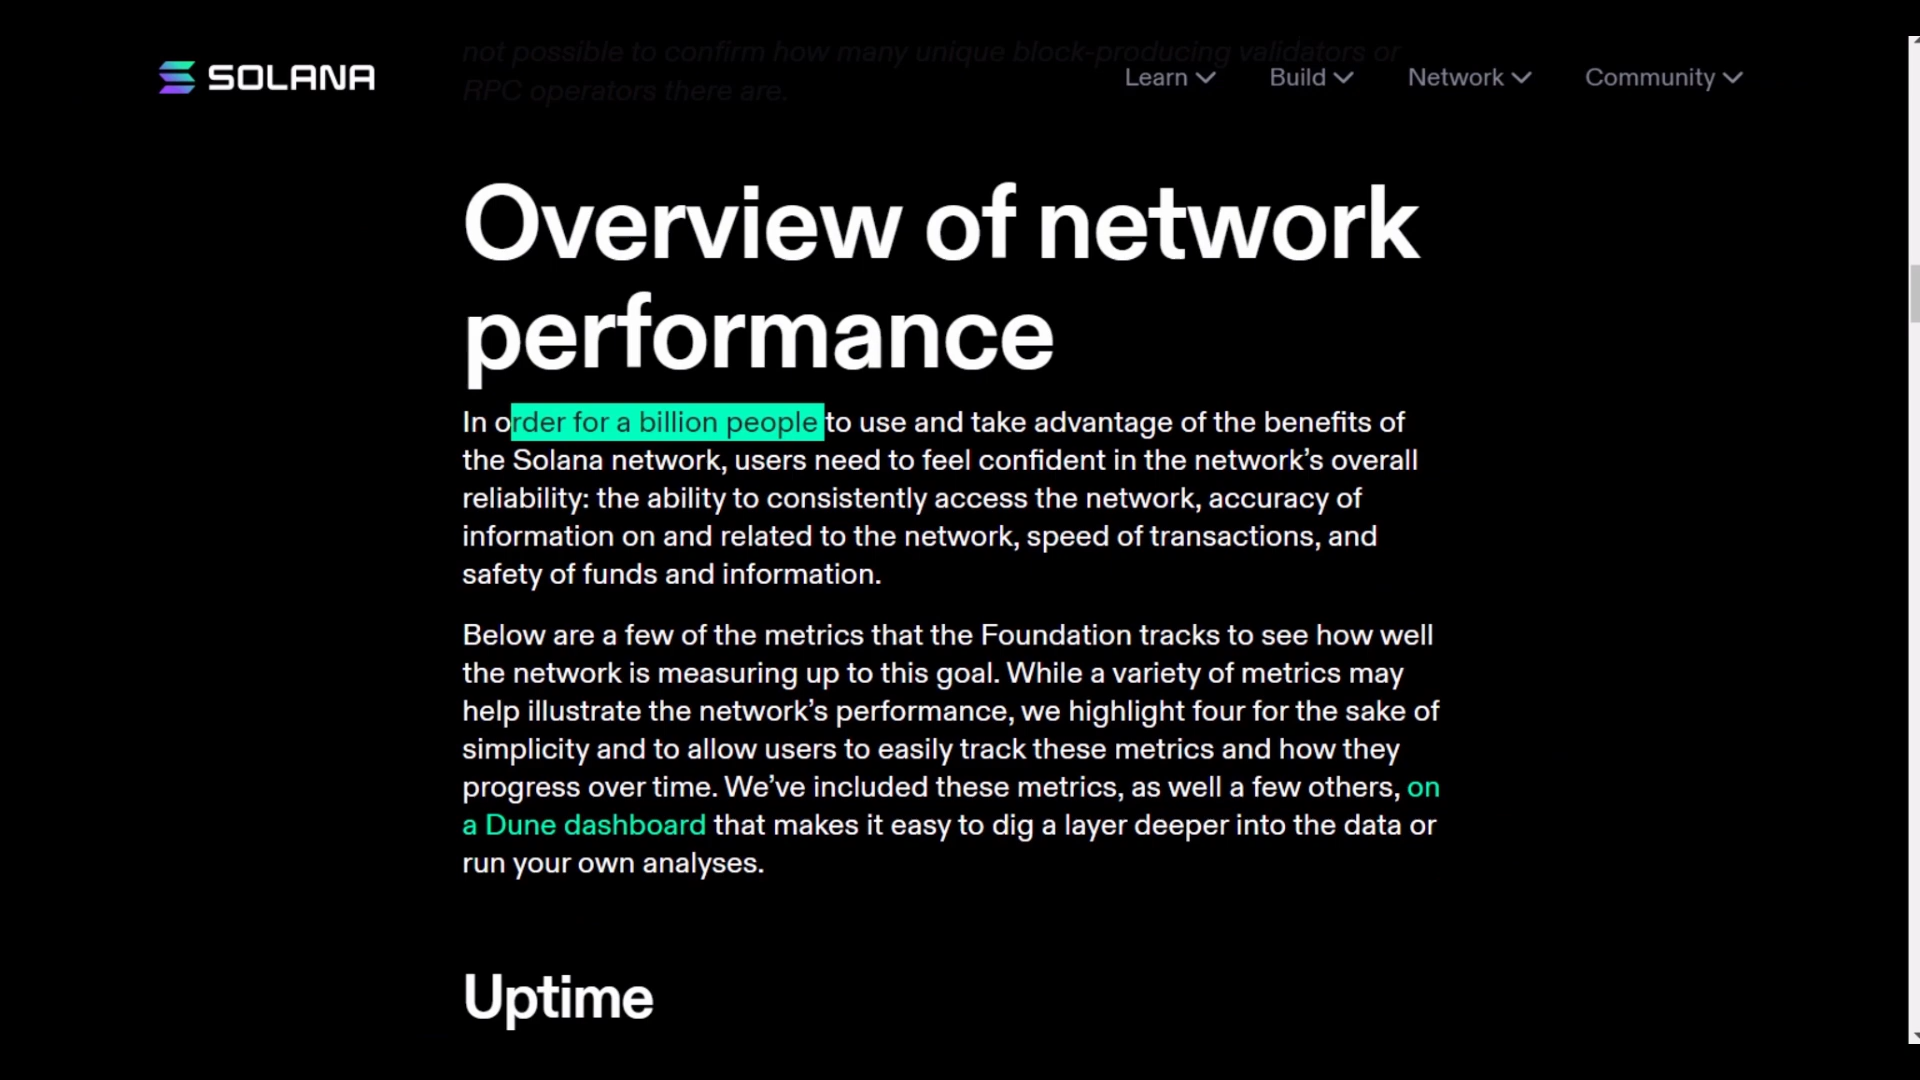 not possible to confirm how many unique block-producing validators or
SOLANA
Learn
Build
Network
Community
RPC operators there are.
Overview of network
performance
In order for a billion people to use and take advantage of the benefits of
the Solana network, users need to feel confident in the network’s overall
reliability: the ability to consistently access the network, accuracy of
information on and related to the network, speed of transactions, and
safety of funds and information.
Below are a few of the metrics that the Foundation tracks to see how well
the network is measuring up to this goal. While a variety of metrics may
help illustrate the network’s performance, we highlight four for the sake of
simplicity and to allow users to easily track these metrics and how they
progress over time. We’ve included these metrics, as well a few others, on
a Dune dashboard that makes it easy to dig a layer deeper into the data or
run your own analyses.
Uptime